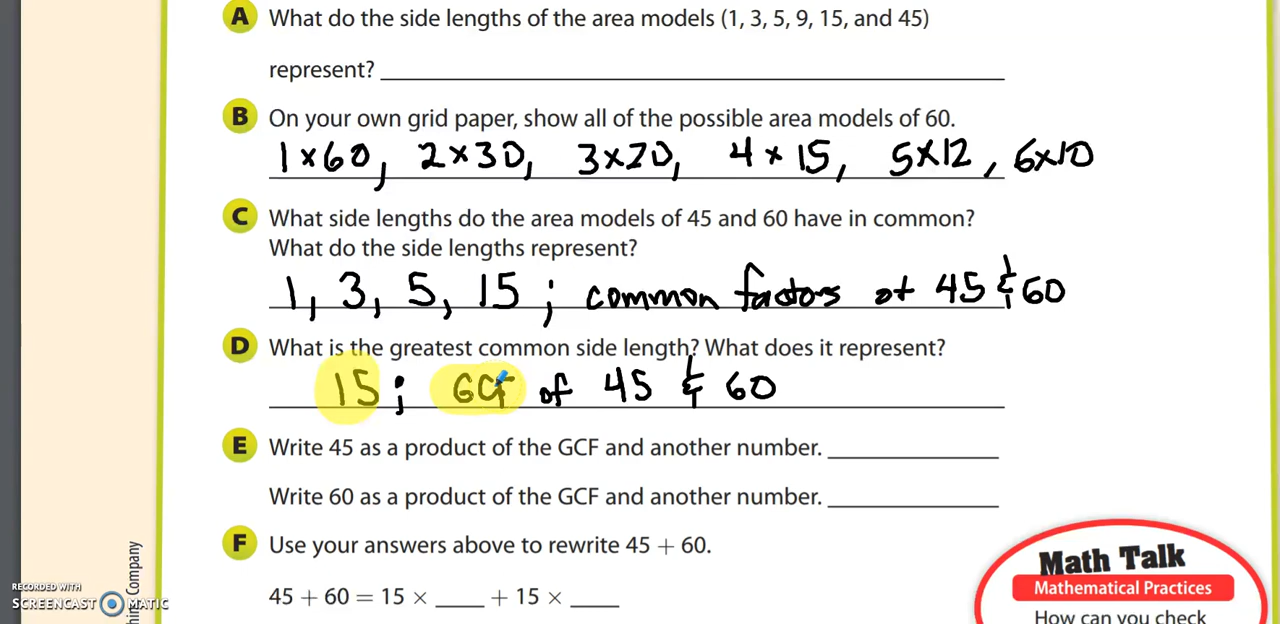 A What do the side lengths of the area models (1, 3, 5, 9, 15, and 45)
represent?
B On your own grid paper, show all of the possible area models of 60.
1 × 60, 2 × 30, 3 × 20, 4 × 15, 5 × 12, 6 × 10
C What side lengths do the area models of 45 and 60 have in common?
What do the side lengths represent?
1, 3, 5, 15; common factors of 45 & 60
D What is the greatest common side length? What does it represent?
15; GCF of 45 & 60
E Write 45 as a product of the GCF and another number.
Write 60 as a product of the GCF and another number.
F Use your answers above to rewrite 45 + 60.
45 + 60 = 15 × ____ + 15 × ____
Math Talk
Mathematical Practices
How can you check
Company
RECORDED WITH
SCREENCAST MATIC